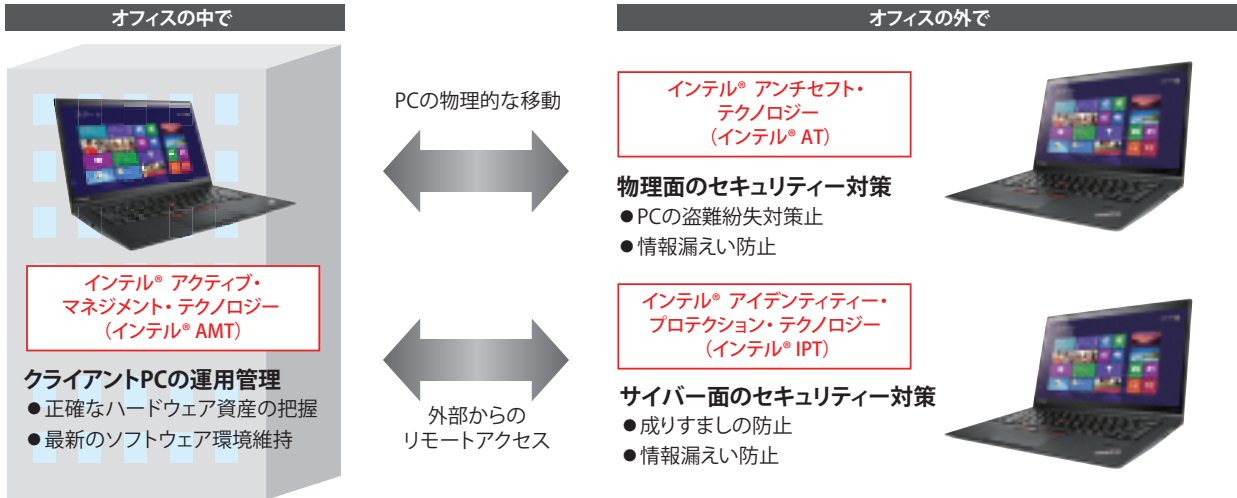 オフィスの中で
インテル® アクティブ・
マネジメント・テクノロジー
(インテル® AMT)
クライアントPCの運用管理
●正確なハードウェア資産の把握
●最新のソフトウェア環境維持
PCの物理的な移動
外部からの
リモートアクセス
オフィスの外で
インテル® アンチセフト・
テクノロジー
(インテル® AT)
物理面のセキュリティー対策
●PCの盗難紛失対策止
●情報漏えい防止
インテル® アイデンティティー・
プロテクション・テクノロジー
(インテル® IPT)
サイバー面のセキュリティー対策
●成りすましの防止
●情報漏えい防止